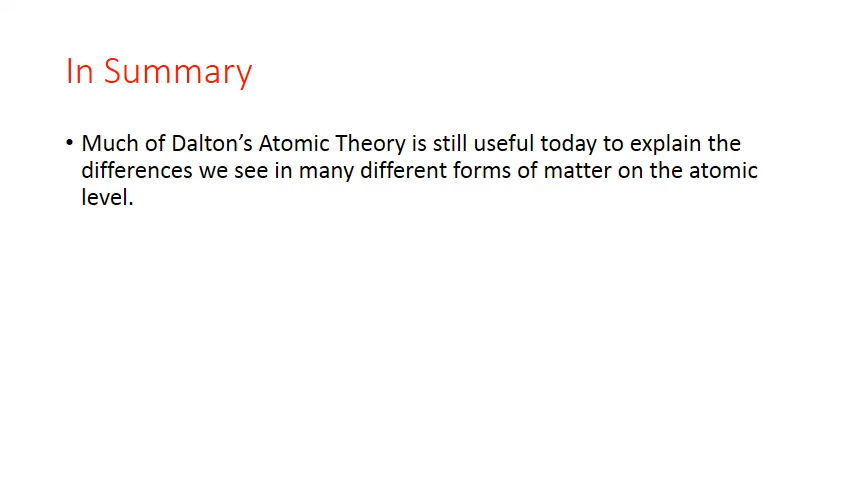 In Summary
• Much of Dalton’s Atomic Theory is still useful today to explain the
differences we see in many different forms of matter on the atomic
level.